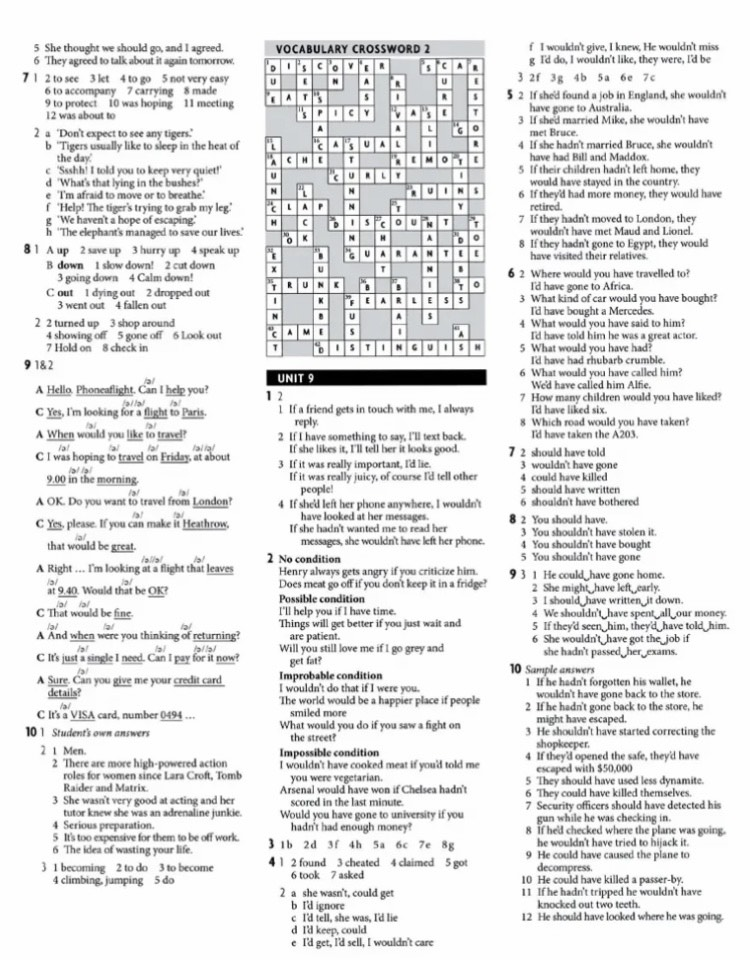 5 She thought we should go, and I agreed.
6 They agreed to talk about it again tomorrow.
7 1 2 to see 3 let 4 to go 5 not very easy
6 to accompany 7 carrying 8 made
9 to protect 10 was hoping 11 meeting
12 was about to
2 a 'Don't expect to see any tigers.'
b 'Tigers usually like to sleep in the heat of
the day.'
c 'Ssshh! I told you to keep very quiet!'
d 'What's that lying in the bushes?'
e 'I'm afraid to move or to breathe.'
f 'Help! The tiger's trying to grab my leg.'
g 'We haven't a hope of escaping.'
h 'The elephant's managed to save our lives.'
8 1 A up 2 save up 3 hurry up 4 speak up
B down 1 slow down! 2 cut down
3 going down 4 Calm down!
C out 1 dying out 2 dropped out
3 went out 4 fallen out
2 2 turned up 3 shop around
4 showing off 5 gone off 6 Look out
7 Hold on 8 check in
9 1&2
/ə/
A Hello. Phoneaflight. Can I help you?
/ə//ə/ /ə/
C Yes, I'm looking for a flight to Paris.
/ə/ /ə/
A When would you like to travel?
/ə/ /ə/ /ə//ə/
C I was hoping to travel on Friday, at about
/ə//ə/
9.00 in the morning.
/ə/ /ə/
A OK. Do you want to travel from London?
/ə/ /ə/
C Yes, please. If you can make it Heathrow,
/ə/
that would be great.
/ə//ə/ /ə/
A Right ... I'm looking at a flight that leaves
/ə/ /ə/
at 9.40. Would that be OK?
/ə/ /ə/
C That would be fine.
/ə/ /ə/ /ə/
A And when were you thinking of returning?
/ə/ /ə/ /ə//ə/
C It's just a single I need. Can I pay for it now?
/ə/
A Sure. Can you give me your credit card
details?
/ə/
C It's a VISA card, number 0494 ...
10 1 Student's own answers
2 1 Men.
2 There are more high-powered action
roles for women since Lara Croft, Tomb
Raider and Matrix.
3 She wasn't very good at acting and her
tutor knew she was an adrenaline junkie.
4 Serious preparation.
5 It's too expensive for them to be off work.
6 The idea of wasting your life.
3 1 becoming 2 to do 3 to become
4 climbing, jumping 5 do
VOCABULARY CROSSWORD 2
DISCOVER SCAR
EATS
SPICY VASE
GO
CASUAL
ACHE REMOTE
CURLY
RUINS
CLAP
DISCOUNT
OK DO
GUARANTEE
TRUNK TO
FEARLESS
CAME
DISTINGUISH
UNIT 9
1 2
1 If a friend gets in touch with me, I always
reply.
2 If I have something to say, I'll text back.
If she likes it, I'll tell her it looks good.
3 If it was really important, I'd lie.
If it was really juicy, of course I'd tell other
people!
4 If she'd left her phone anywhere, I wouldn't
have looked at her messages.
If she hadn't wanted me to read her
messages, she wouldn't have left her phone.
2 No condition
Henry always gets angry if you criticize him.
Does meat go off if you don't keep it in a fridge?
Possible condition
I'll help you if I have time.
Things will get better if you just wait and
are patient.
Will you still love me if I go grey and
get fat?
Improbable condition
I wouldn't do that if I were you.
The world would be a happier place if people
smiled more
What would you do if you saw a fight on
the street?
Impossible condition
I wouldn't have cooked meat if you'd told me
you were vegetarian.
Arsenal would have won if Chelsea hadn't
scored in the last minute.
Would you have gone to university if you
hadn't had enough money?
3 1b 2d 3f 4h 5a 6c 7e 8g
4 1 2 found 3 cheated 4 claimed 5 got
6 took 7 asked
2 a she wasn't, could get
b I'd ignore
c I'd tell, she was, I'd lie
d I'd keep, could
e I'd get, I'd sell, I wouldn't care
f I wouldn't give, I knew, He wouldn't miss
g I'd do, I wouldn't like, they were, I'd be
3 2f 3g 4b 5a 6e 7c
5 2 If she'd found a job in England, she wouldn't
have gone to Australia.
3 If she'd married Mike, she wouldn't have
met Bruce.
4 If she hadn't married Bruce, she wouldn't
have had Bill and Maddox.
5 If their children hadn't left home, they
would have stayed in the country.
6 If they'd had more money, they would have
retired.
7 If they hadn't moved to London, they
wouldn't have met Maud and Lionel.
8 If they hadn't gone to Egypt, they would
have visited their relatives.
6 2 Where would you have travelled to?
I'd have gone to Africa.
3 What kind of car would you have bought?
I'd have bought a Mercedes.
4 What would you have said to him?
I'd have told him he was a great actor.
5 What would you have had?
I'd have had rhubarb crumble.
6 What would you have called him?
We'd have called him Alfie.
7 How many children would you have liked?
I'd have liked six.
8 Which road would you have taken?
I'd have taken the A203.
7 2 should have told
3 wouldn't have gone
4 could have killed
5 should have written
6 shouldn't have bothered
8 2 You should have.
3 You shouldn't have stolen it.
4 You shouldn't have bought
5 You shouldn't have gone
9 3 1 He could‿have gone home.
2 She might‿have left‿early.
3 I should‿have written‿it down.
4 We shouldn't‿have spent‿all‿our money.
5 If they'd seen‿him, they'd‿have told‿him.
6 She wouldn't‿have got the‿job if
she hadn't passed‿her‿exams.
10 Sample answers
1 If he hadn't forgotten his wallet, he
wouldn't have gone back to the store.
2 If he hadn't gone back to the store, he
might have escaped.
3 He shouldn't have started correcting the
shopkeeper.
4 If they'd opened the safe, they'd have
escaped with $50,000
5 They should have used less dynamite.
6 They could have killed themselves.
7 Security officers should have detected his
gun while he was checking in.
8 If he'd checked where the plane was going,
he wouldn't have tried to hijack it.
9 He could have caused the plane to
decompress.
10 He could have killed a passer-by.
11 If he hadn't tripped he wouldn't have
knocked out two teeth.
12 He should have looked where he was going.